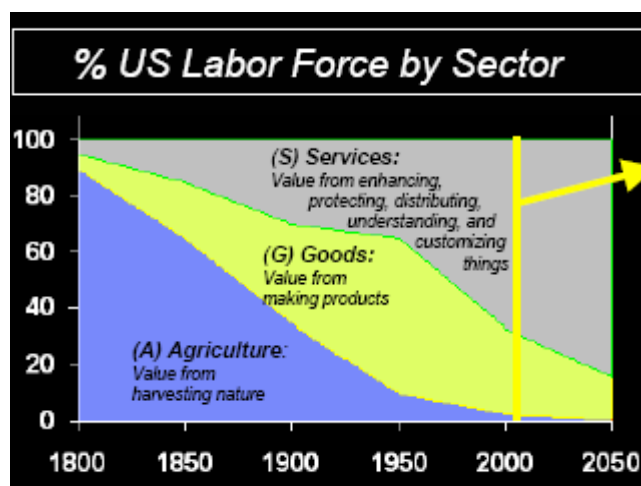 % US Labor Force by Sector
100
80
60
40
20
0
(S) Services:
Value from enhancing,
protecting, distributing,
understanding, and
customizing
things
(G) Goods:
Value from
making products
(A) Agriculture:
Value from
harvesting nature
1800
1850
1900
1950
2000
2050